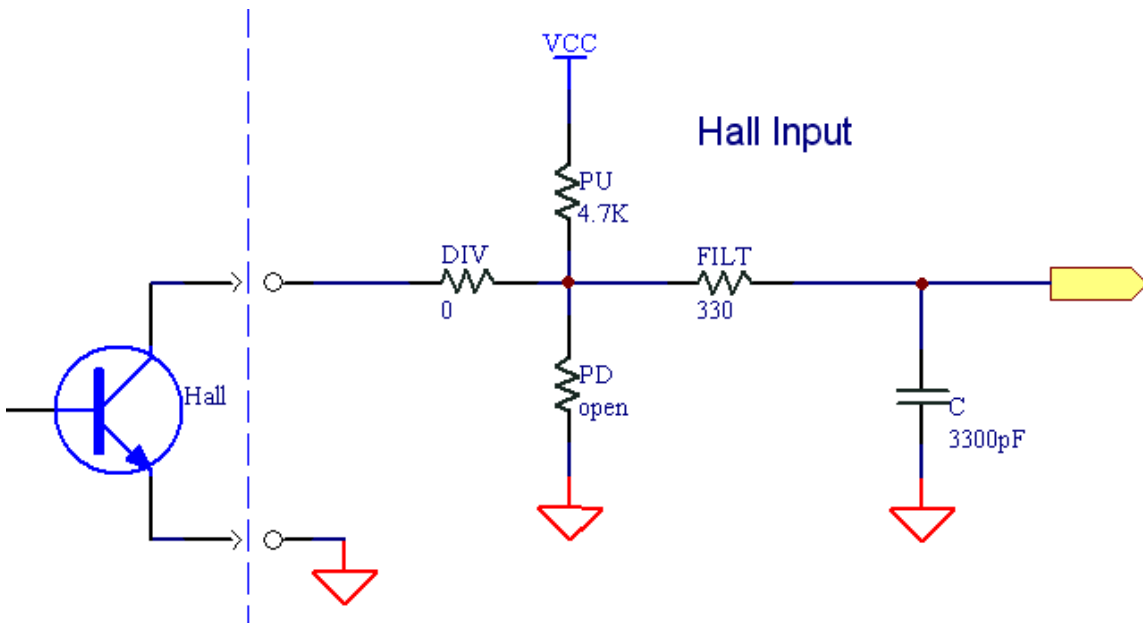 VCC
Hall Input
PU
4.7K
DIV
0
FILT
330
Hall
PD
open
C
3300pF